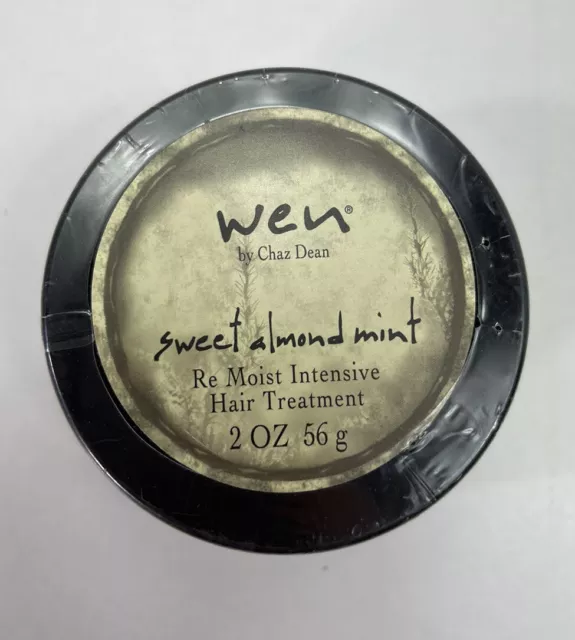 wen®
by Chaz Dean
sweet almond mint
Re Moist Intensive
Hair Treatment
2 OZ 56 g